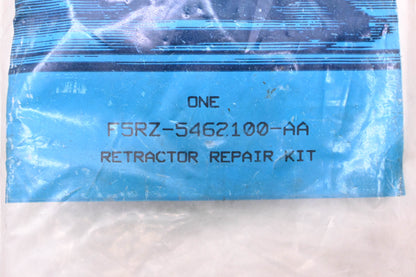 ONE
F5RZ-5462100-AA
RETRACTOR REPAIR KIT